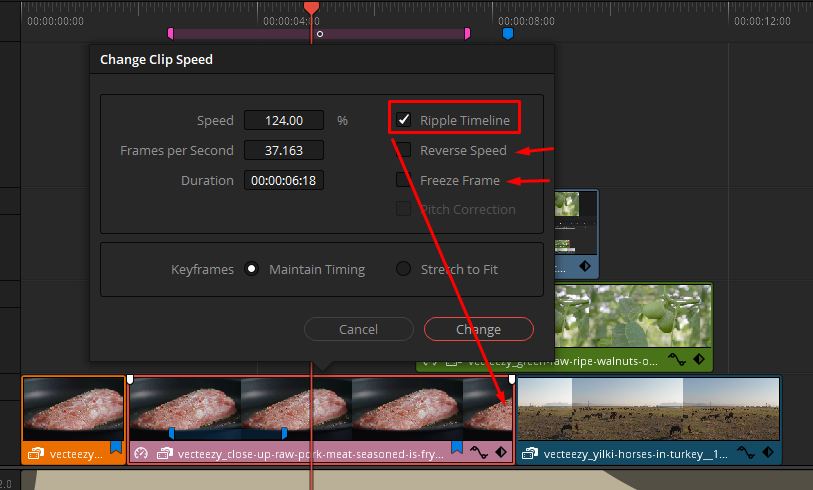 00:00:00:00
00:00:04:0
00:00:08:00
00:00:12:00
Change Clip Speed
Speed 124.00 % Ripple Timeline
Frames per Second 37.163 Reverse Speed
Duration 00:00:06:18 Freeze Frame
Pitch Correction
Keyframes Maintain Timing Stretch to Fit
Cancel Change
vecteezy_green-raw-ripe-walnuts-o...
vecteezy... vecteezy_close-up-raw-pork-meat-seasoned-is-fry... vecteezy_yilki-horses-in-turkey__1...
2.0